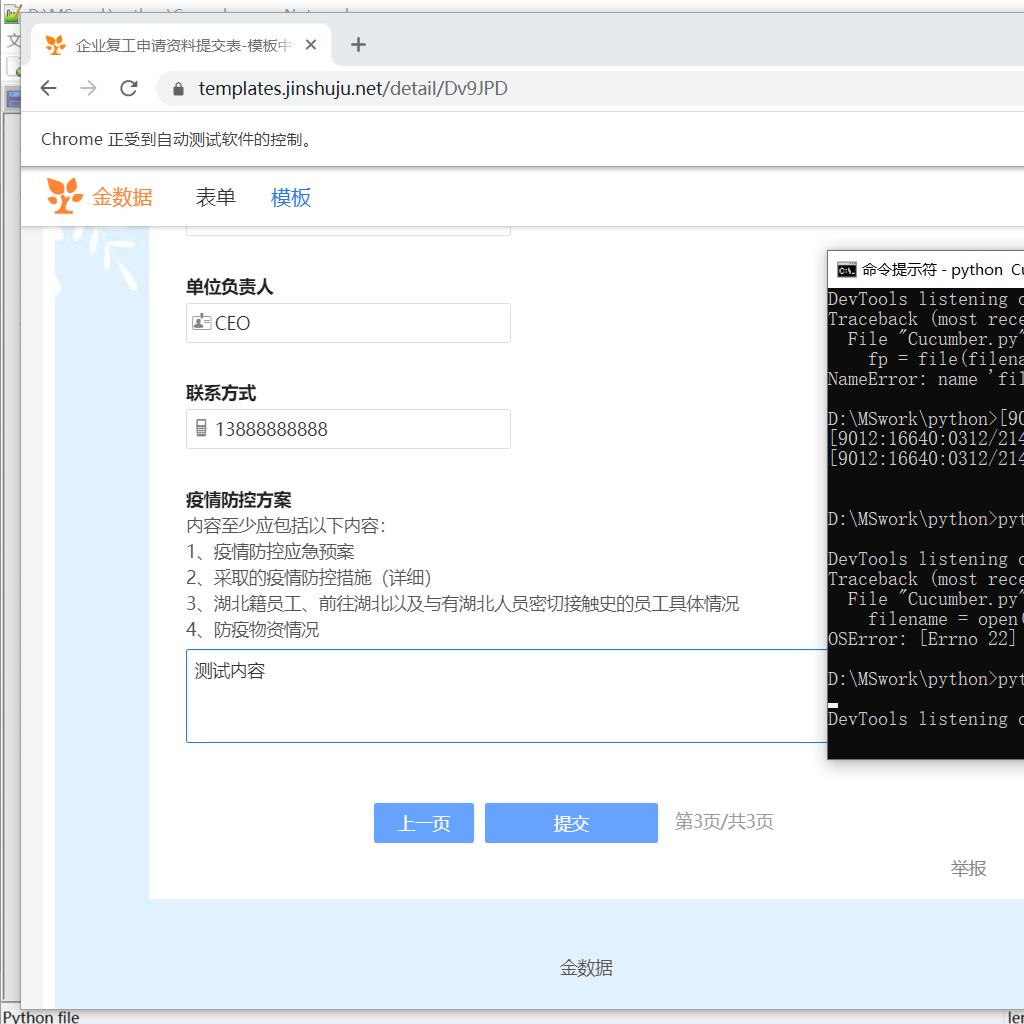 企业复工申请资料提交表-模板中
templates.jinshuju.net/detail/Dv9JPD
Chrome 正受到自动测试软件的控制。
金数据
表单
模板
单位负责人
CEO
联系方式
13888888888
疫情防控方案
内容至少应包括以下内容：
1、疫情防控应急预案
2、采取的疫情防控措施（详细）
3、湖北籍员工、前往湖北以及与有湖北人员密切接触史的员工具体情况
4、防疫物资情况
测试内容
上一页
提交
第3页/共3页
举报
金数据
命令提示符 - python Cu
DevTools listening o
Traceback (most rece
File "Cucumber.py"
fp = file(filena
NameError: name 'fil
D:\MSwork\python>[90
[9012:16640:0312/214
[9012:16640:0312/214
D:\MSwork\python>pyt
DevTools listening o
Traceback (most rece
File "Cucumber.py"
filename = open(
OSError: [Errno 22]
D:\MSwork\python>pyt
DevTools listening o
Python file